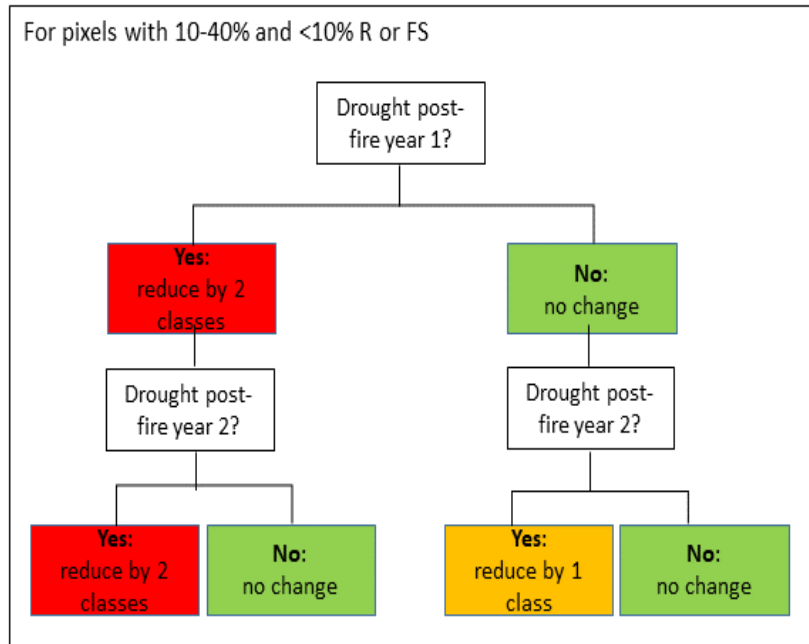 For pixels with 10-40% and <10% R or FS
Drought post-
fire year 1?
Yes:
reduce by 2
classes
No:
no change
Drought post-
fire year 2?
Drought post-
fire year 2?
Yes:
reduce by 2
classes
No:
no change
Yes:
reduce by 1
class
No:
no change